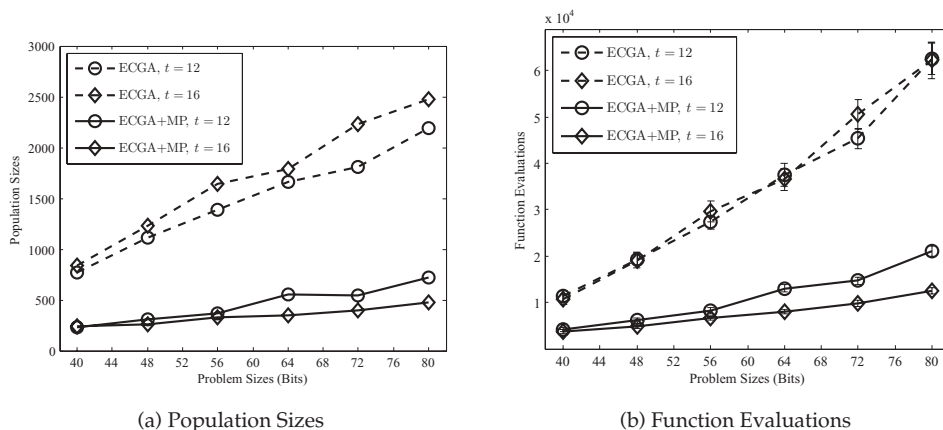 3000
2500
2000
1500
1000
500
0
Population Sizes
ECGA, t = 12
ECGA, t = 16
ECGA+MP, t = 12
ECGA+MP, t = 16
40 44 48 52 56 60 64 68 72 76 80
Problem Sizes (Bits)
(a) Population Sizes
x 10⁴
6
5
4
3
2
1
Function Evaluations
ECGA, t = 12
ECGA, t = 16
ECGA+MP, t = 12
ECGA+MP, t = 16
40 44 48 52 56 60 64 68 72 76 80
Problem Sizes (Bits)
(b) Function Evaluations